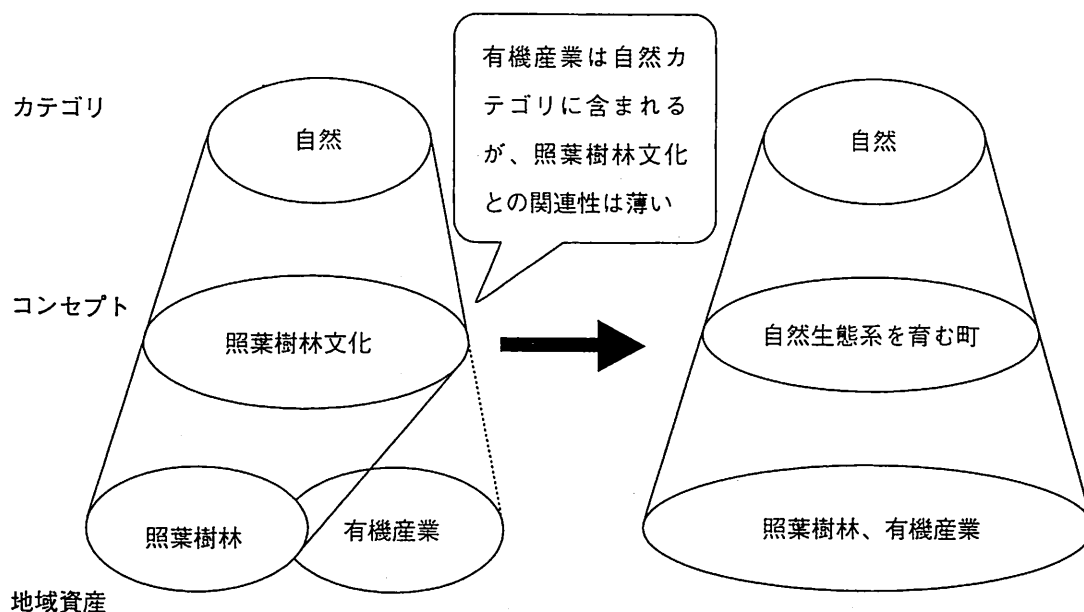 有機産業は自然カ
テゴリに含まれる
が、照葉樹林文化
との関連性は薄い
カテゴリ
自然
自然
コンセプト
照葉樹林文化
自然生態系を育む町
照葉樹林
有機産業
照葉樹林、有機産業
地域資産